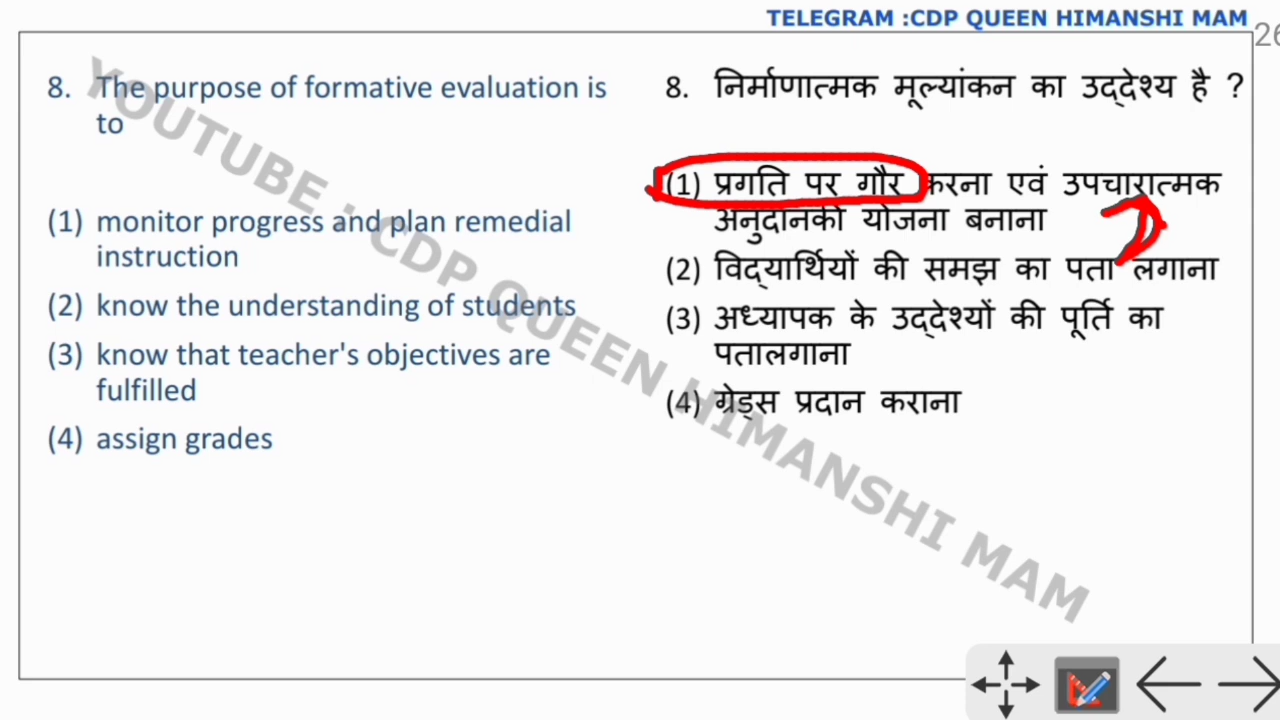 TELEGRAM :CDP QUEEN HIMANSHI MAM
26
8. The purpose of formative evaluation is
to
(1) monitor progress and plan remedial
instruction
(2) know the understanding of students
(3) know that teacher's objectives are
fulfilled
(4) assign grades
8. निर्माणात्मक मूल्यांकन का उद्देश्य है ?
(1) प्रगति पर गौर करना एवं उपचारात्मक
अनुदानकी योजना बनाना
(2) विद्यार्थियों की समझ का पता लगाना
(3) अध्यापक के उद्देश्यों की पूर्ति का
पतालगाना
(4) ग्रेड्स प्रदान कराना
YOUTUBE : CDP QUEEN HIMANSHI MAM